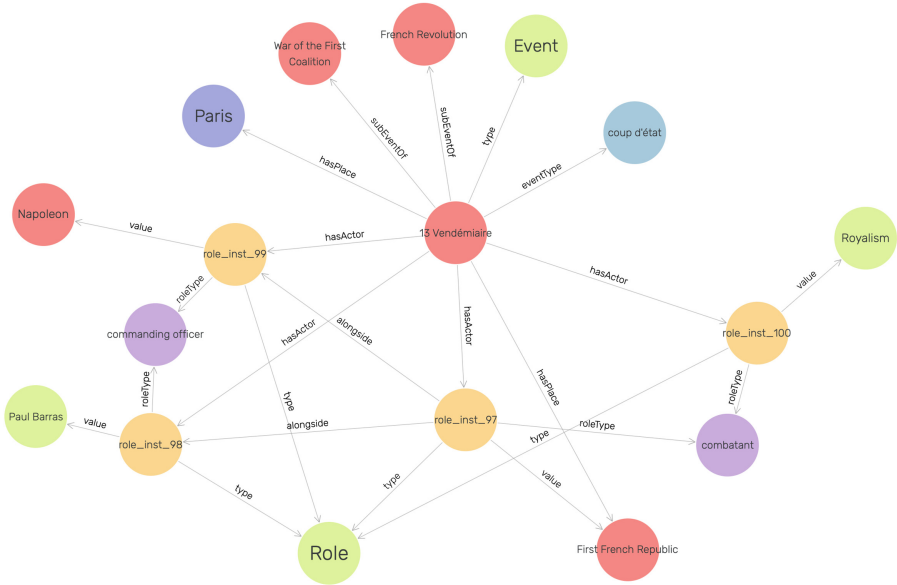 French Revolution
War of the First
Coalition
Event
subEventOf
subEventOf
type
Paris
coup d'état
hasPlace
eventType
Napoleon
value
hasActor
13 Vendémiaire
Royalism
role_inst_99
hasActor
value
roleType
commanding officer
alongside
hasActor
hasActor
role_inst_100
roleType
type
hasPlace
roleType
Paul Barras
value
role_inst_98
alongside
role_inst_97
roleType
type
combatant
type
type
value
Role
First French Republic